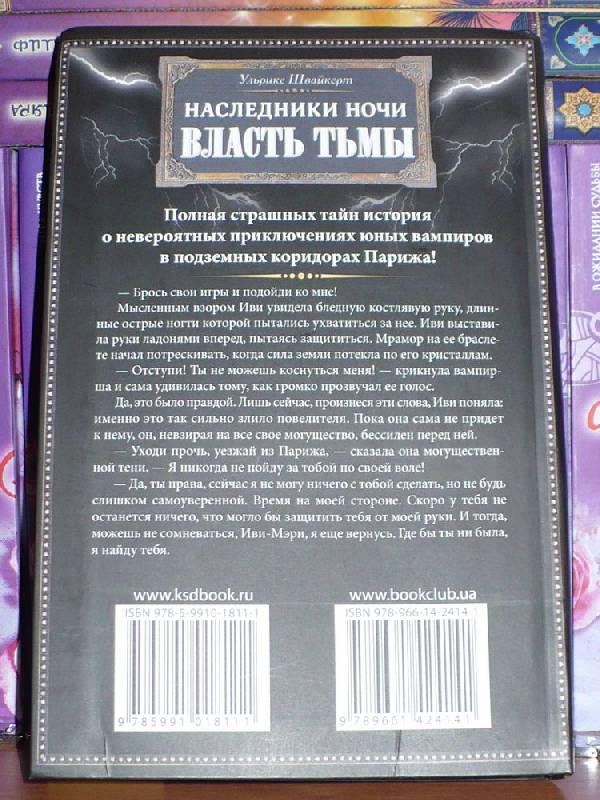 Ульрике Швайкерт
НАСЛЕДНИКИ НОЧИ
ВЛАСТЬ ТЬМЫ
Полная страшных тайн история
о невероятных приключениях юных вампиров
в подземных коридорах Парижа!
— Брось свои игры и подойди ко мне!
Мысленным взором Иви увидела бледную костлявую руку, длин-
ные острые ногти которой пытались ухватиться за нее. Иви выстави-
ла руки ладонями вперед, пытаясь защититься. Мрамор на ее брасле-
те начал потрескивать, когда сила земли потекла по его кристаллам.
— Отступи! Ты не можешь коснуться меня! — крикнула вампир-
ша и сама удивилась тому, как громко прозвучал ее голос.
Да, это было правдой. Лишь сейчас, произнеся эти слова, Иви поняла:
именно это так сильно злило повелителя. Пока она сама не придет
к нему, он, невзирая на все свое могущество, бессилен перед ней.
— Уходи прочь, уезжай из Парижа, — сказала она могуществен-
ной тени. — Я никогда не пойду за тобой по своей воле!
— Да, ты права, сейчас я не могу ничего с тобой сделать, но не будь
слишком самоуверенной. Время на моей стороне. Скоро у тебя не
останется ничего, что могло бы защитить тебя от моей руки. И тогда,
можешь не сомневаться, Иви-Мэри, я еще вернусь. Где бы ты ни была,
я найду тебя.
www.ksdbook.ru
www.bookclub.ua
ISBN 978-5-9910-1811-1
ISBN 978-966-14-2414-1
9 785991 018111
9 789661 424141
В ОЖИДАНИИ СУДЬБЫ